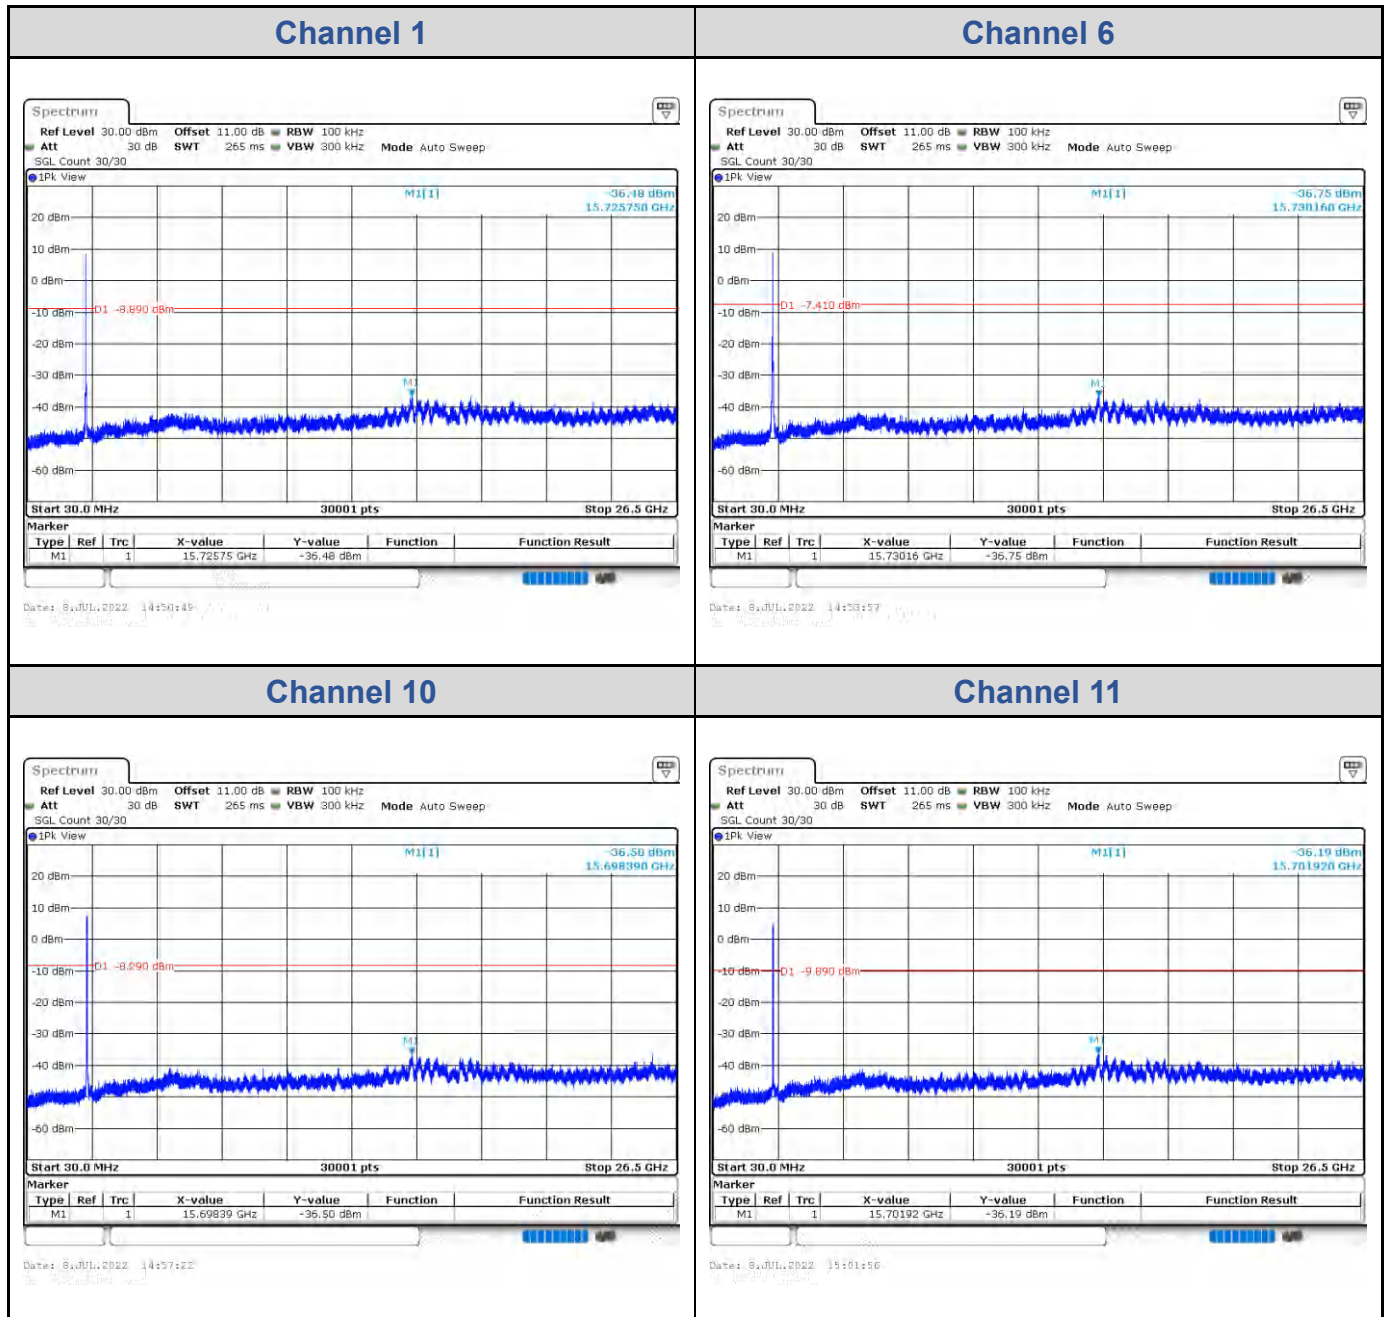 Channel 1
Spectrum
Ref Level 30.00 dBm Offset 11.00 dB RBW 100 kHz
Att 30 dB SWT 265 ms VBW 300 kHz Mode Auto Sweep
SGL Count 30/30
1Pk View
M1[1] -36.48 dBm
15.725750 GHz
20 dBm
10 dBm
0 dBm
D1 -8.890 dBm
-10 dBm
-20 dBm
-30 dBm
M1
-40 dBm
-60 dBm
Start 30.0 MHz 30001 pts Stop 26.5 GHz
Marker
Type Ref Trc X-value Y-value Function Function Result
M1 1 15.72575 GHz -36.48 dBm
Date: 8.JUL.2022 14:50:49
Channel 6
Spectrum
Ref Level 30.00 dBm Offset 11.00 dB RBW 100 kHz
Att 30 dB SWT 265 ms VBW 300 kHz Mode Auto Sweep
SGL Count 30/30
1Pk View
M1[1] -36.75 dBm
15.730160 GHz
20 dBm
10 dBm
0 dBm
D1 -7.410 dBm
-10 dBm
-20 dBm
-30 dBm
M1
-40 dBm
-60 dBm
Start 30.0 MHz 30001 pts Stop 26.5 GHz
Marker
Type Ref Trc X-value Y-value Function Function Result
M1 1 15.73016 GHz -36.75 dBm
Date: 8.JUL.2022 14:53:57
Channel 10
Spectrum
Ref Level 30.00 dBm Offset 11.00 dB RBW 100 kHz
Att 30 dB SWT 265 ms VBW 300 kHz Mode Auto Sweep
SGL Count 30/30
1Pk View
M1[1] -36.50 dBm
15.698390 GHz
20 dBm
10 dBm
0 dBm
D1 -8.290 dBm
-10 dBm
-20 dBm
-30 dBm
M1
-40 dBm
-60 dBm
Start 30.0 MHz 30001 pts Stop 26.5 GHz
Marker
Type Ref Trc X-value Y-value Function Function Result
M1 1 15.69839 GHz -36.50 dBm
Date: 8.JUL.2022 14:57:22
Channel 11
Spectrum
Ref Level 30.00 dBm Offset 11.00 dB RBW 100 kHz
Att 30 dB SWT 265 ms VBW 300 kHz Mode Auto Sweep
SGL Count 30/30
1Pk View
M1[1] -36.19 dBm
15.701920 GHz
20 dBm
10 dBm
0 dBm
-10 dBm D1 -9.890 dBm
-20 dBm
-30 dBm
M1
-40 dBm
-60 dBm
Start 30.0 MHz 30001 pts Stop 26.5 GHz
Marker
Type Ref Trc X-value Y-value Function Function Result
M1 1 15.70192 GHz -36.19 dBm
Date: 8.JUL.2022 15:01:56